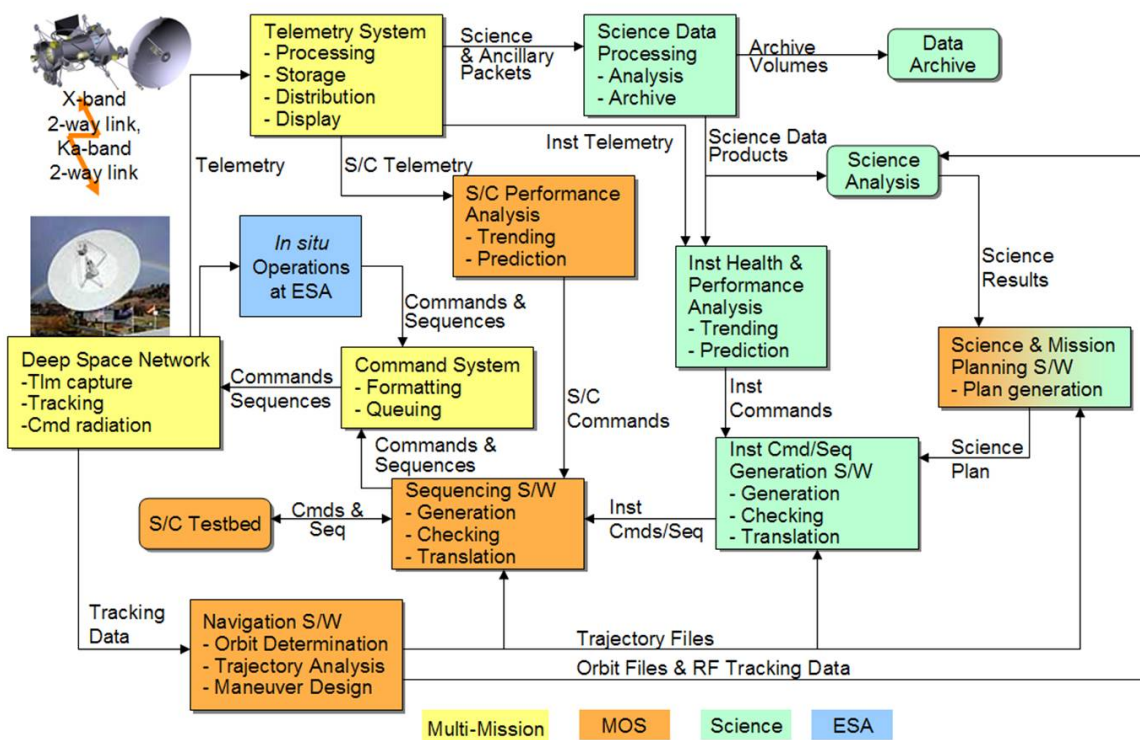 X-band
2-way link,
Ka-band
2-way link
Telemetry System
- Processing
- Storage
- Distribution
- Display
Science
& Ancillary
Packets
Science Data
Processing
- Analysis
- Archive
Archive
Volumes
Data
Archive
Telemetry
S/C Telemetry
Inst Telemetry
Science Data
Products
Science
Analysis
S/C Performance
Analysis
- Trending
- Prediction
In situ
Operations
at ESA
Commands &
Sequences
Inst Health &
Performance
Analysis
- Trending
- Prediction
Science
Results
Deep Space Network
-Tlm capture
-Tracking
-Cmd radiation
Commands
Sequences
Command System
- Formatting
- Queuing
S/C
Commands
Inst
Commands
Science & Mission
Planning S/W
- Plan generation
Commands &
Sequences
Science
Plan
S/C Testbed
Cmds &
Seq
Sequencing S/W
- Generation
- Checking
- Translation
Inst
Cmds/Seq
Inst Cmd/Seq
Generation S/W
- Generation
- Checking
- Translation
Tracking
Data
Navigation S/W
- Orbit Determination
- Trajectory Analysis
- Maneuver Design
Trajectory Files
Orbit Files & RF Tracking Data
Multi-Mission
MOS
Science
ESA